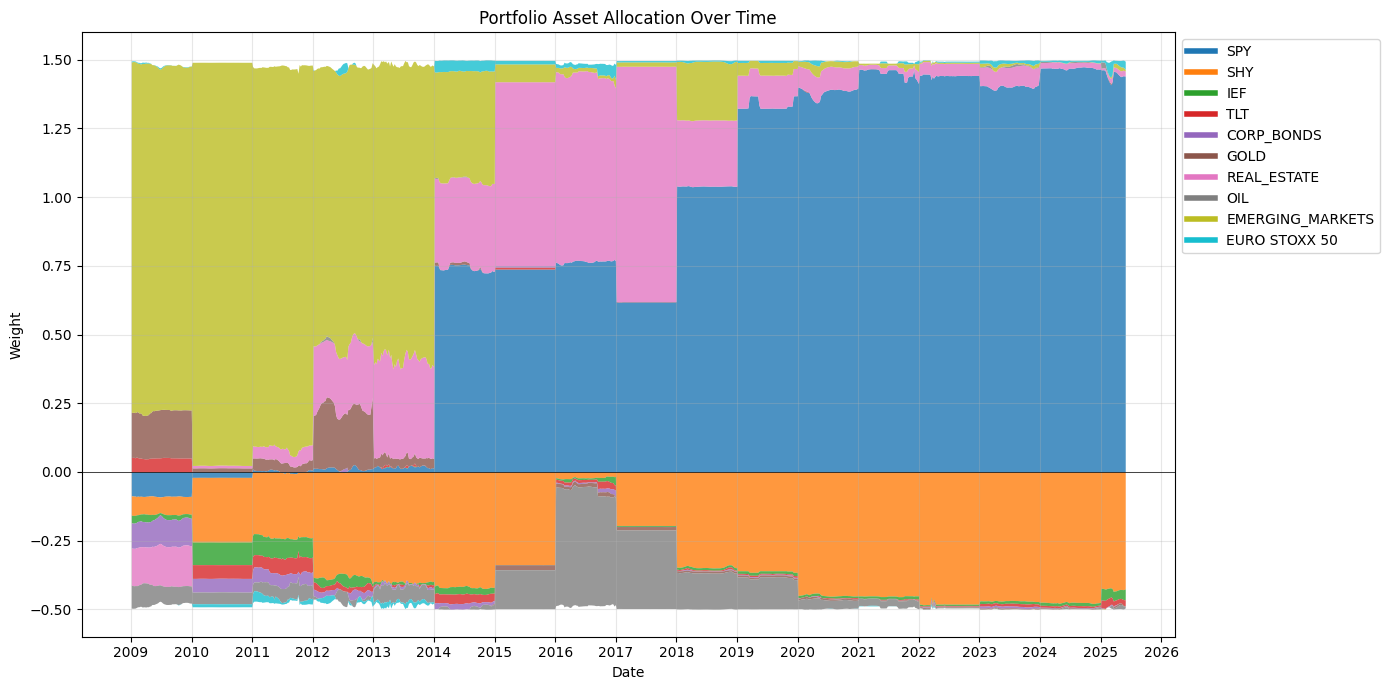 Portfolio Asset Allocation Over Time
Weight
1.50
1.25
1.00
0.75
0.50
0.25
0.00
−0.25
−0.50
2009 2010 2011 2012 2013 2014 2015 2016 2017 2018 2019 2020 2021 2022 2023 2024 2025 2026
Date
SPY
SHY
IEF
TLT
CORP_BONDS
GOLD
REAL_ESTATE
OIL
EMERGING_MARKETS
EURO STOXX 50